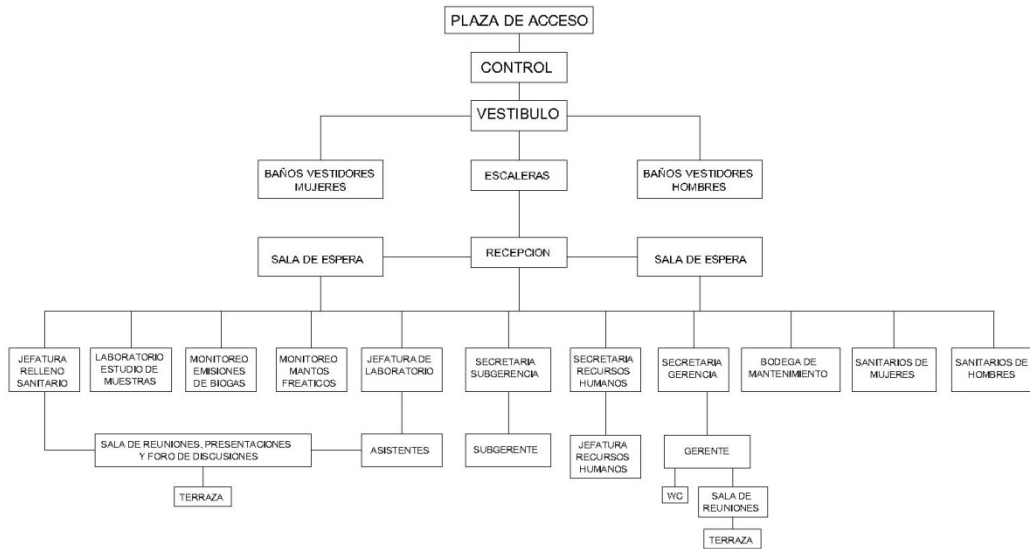 PLAZA DE ACCESO
CONTROL
VESTIBULO
BAÑOS VESTIDORES
MUJERES
ESCALERAS
BAÑOS VESTIDORES
HOMBRES
SALA DE ESPERA
RECEPCION
SALA DE ESPERA
JEFATURA
RELLENO
SANITARIO
LABORATORIO
ESTUDIO DE
MUESTRAS
MONITOREO
EMISIONES
DE BIOGAS
MONITOREO
MANTOS
FREATICOS
JEFATURA DE
LABORATORIO
SECRETARIA
SUBGERENCIA
SECRETARIA
RECURSOS
HUMANOS
SECRETARIA
GERENCIA
BODEGA DE
MANTENIMIENTO
SANITARIOS DE
MUJERES
SANITARIOS DE
HOMBRES
SALA DE REUNIONES, PRESENTACIONES
Y FORO DE DISCUSIONES
ASISTENTES
SUBGERENTE
JEFATURA
RECURSOS
HUMANOS
GERENTE
TERRAZA
WC
SALA DE
REUNIONES
TERRAZA